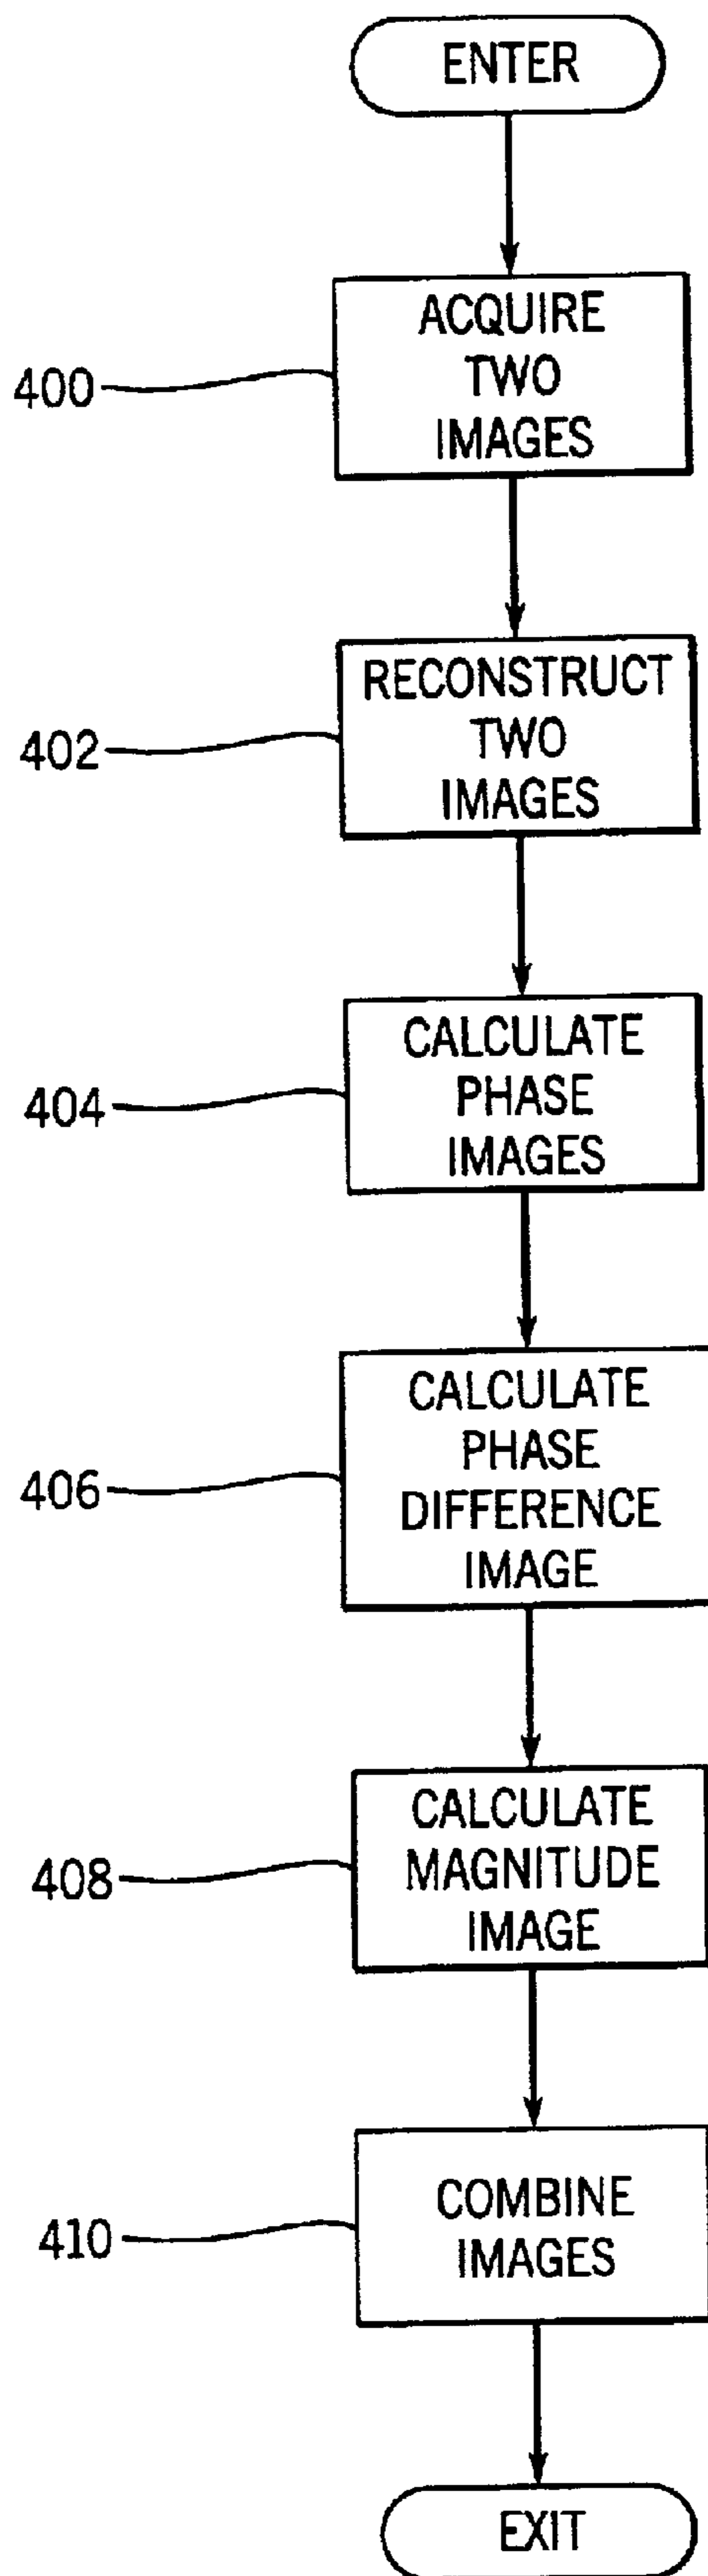 ENTER
ACQUIRE
TWO
IMAGES
400
RECONSTRUCT
TWO
IMAGES
402
CALCULATE
PHASE
IMAGES
404
CALCULATE
PHASE
DIFFERENCE
IMAGE
406
CALCULATE
MAGNITUDE
IMAGE
408
COMBINE
IMAGES
410
EXIT